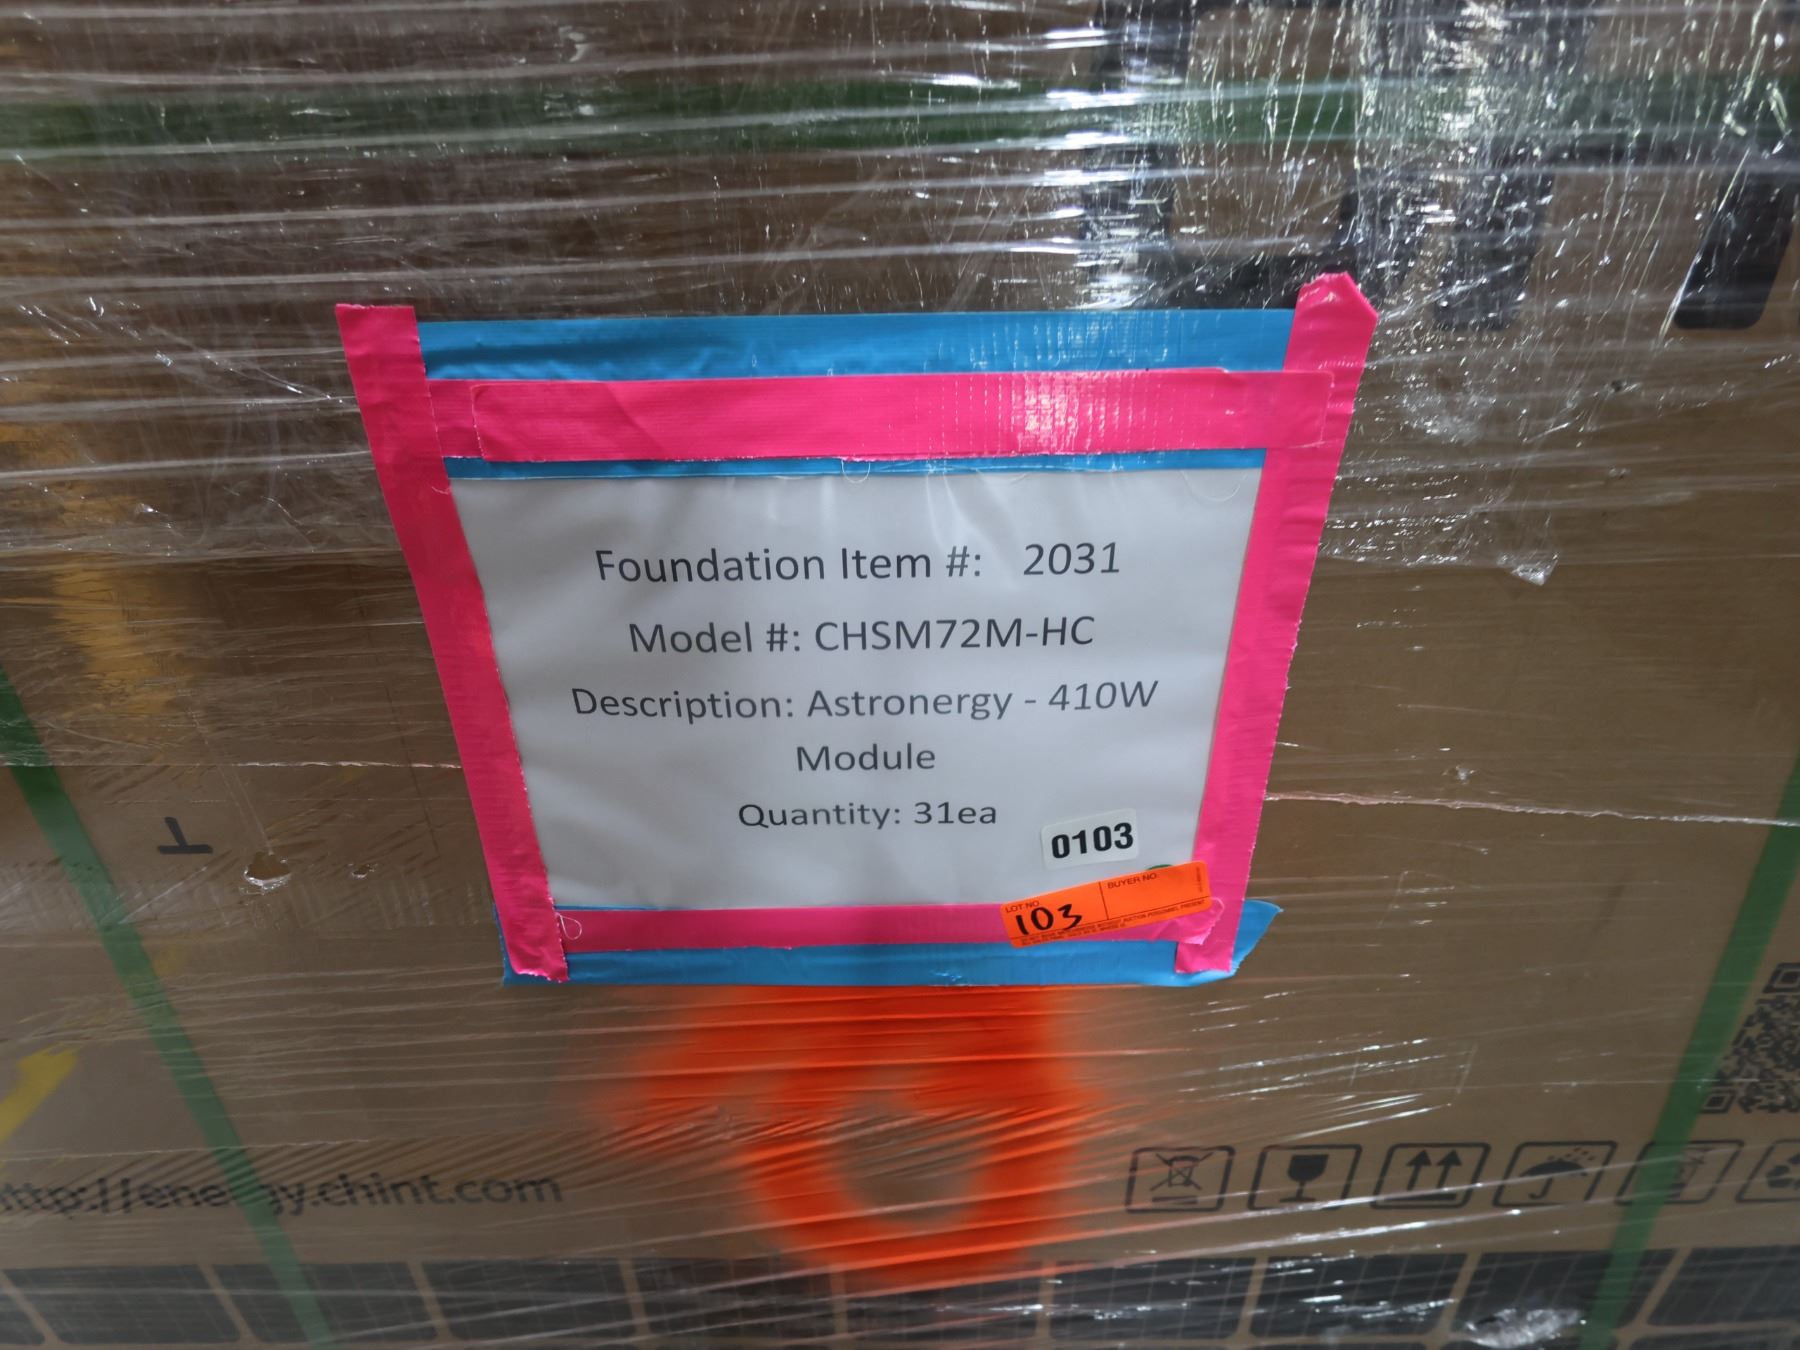 Foundation Item #: 2031
Model #: CHSM72M-HC
Description: Astronergy - 410W
Module
Quantity: 31ea
0103
LOT NO.
BUYER NO.
103
http://energy.chint.com